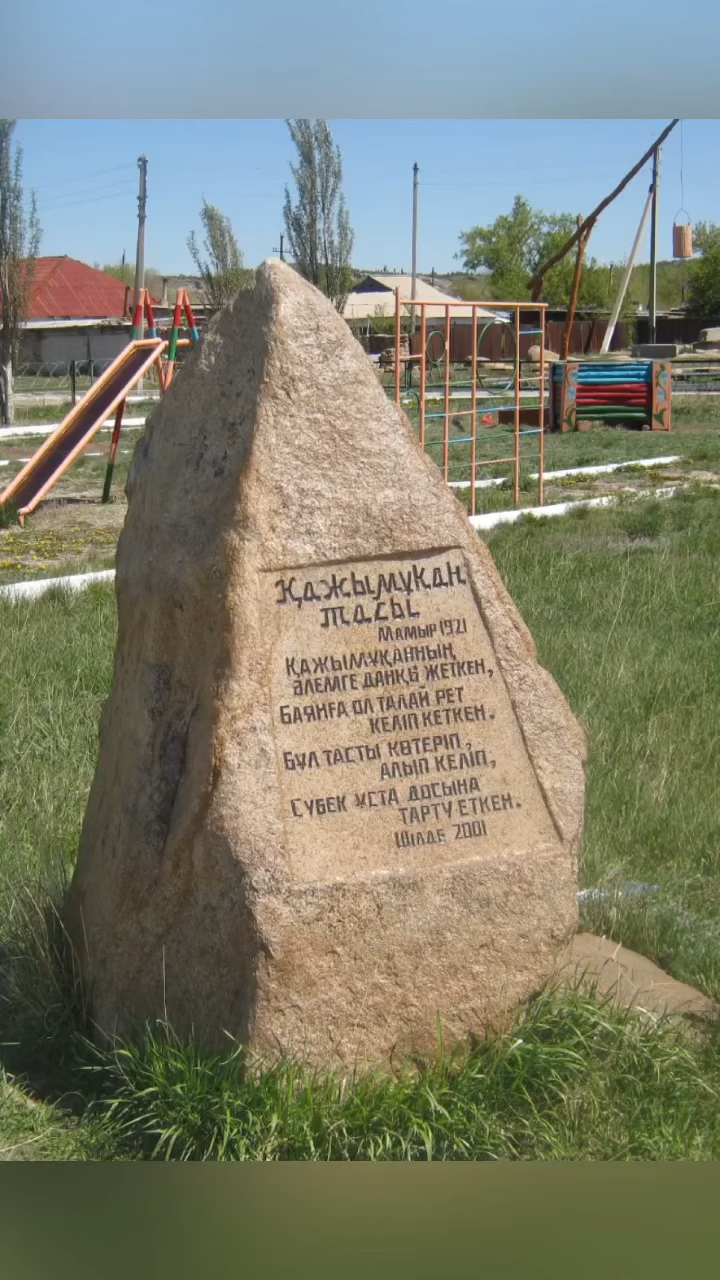 Қажымұқан
тасы
Мамыр 1921
Қажымұқанның
әлемге даңқы жеткен,
Баянға ол талай рет
келіп кеткен.
Бұл тасты көтеріп,
алып келіп,
Сүбек ұста досына
тарту еткен.
Шілде 2001